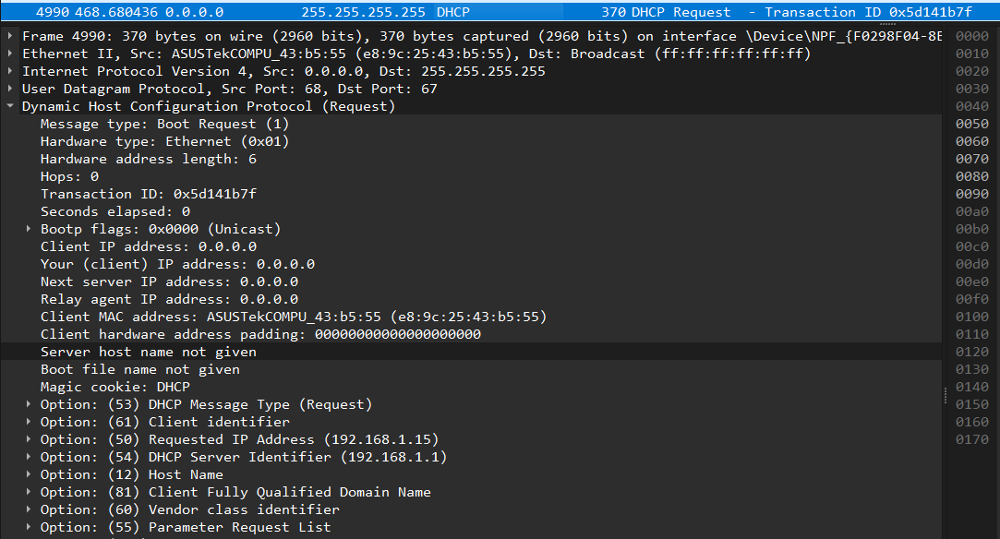 4990 468.680436 0.0.0.0 255.255.255.255 DHCP 370 DHCP Request - Transaction ID 0x5d141b7f
Frame 4990: 370 bytes on wire (2960 bits), 370 bytes captured (2960 bits) on interface \Device\NPF_{F0298F04-8E
Ethernet II, Src: ASUSTekCOMPU_43:b5:55 (e8:9c:25:43:b5:55), Dst: Broadcast (ff:ff:ff:ff:ff:ff)
Internet Protocol Version 4, Src: 0.0.0.0, Dst: 255.255.255.255
User Datagram Protocol, Src Port: 68, Dst Port: 67
Dynamic Host Configuration Protocol (Request)
Message type: Boot Request (1)
Hardware type: Ethernet (0x01)
Hardware address length: 6
Hops: 0
Transaction ID: 0x5d141b7f
Seconds elapsed: 0
Bootp flags: 0x0000 (Unicast)
Client IP address: 0.0.0.0
Your (client) IP address: 0.0.0.0
Next server IP address: 0.0.0.0
Relay agent IP address: 0.0.0.0
Client MAC address: ASUSTekCOMPU_43:b5:55 (e8:9c:25:43:b5:55)
Client hardware address padding: 00000000000000000000
Server host name not given
Boot file name not given
Magic cookie: DHCP
Option: (53) DHCP Message Type (Request)
Option: (61) Client identifier
Option: (50) Requested IP Address (192.168.1.15)
Option: (54) DHCP Server Identifier (192.168.1.1)
Option: (12) Host Name
Option: (81) Client Fully Qualified Domain Name
Option: (60) Vendor class identifier
Option: (55) Parameter Request List
0000
0010
0020
0030
0040
0050
0060
0070
0080
0090
00a0
00b0
00c0
00d0
00e0
00f0
0100
0110
0120
0130
0140
0150
0160
0170